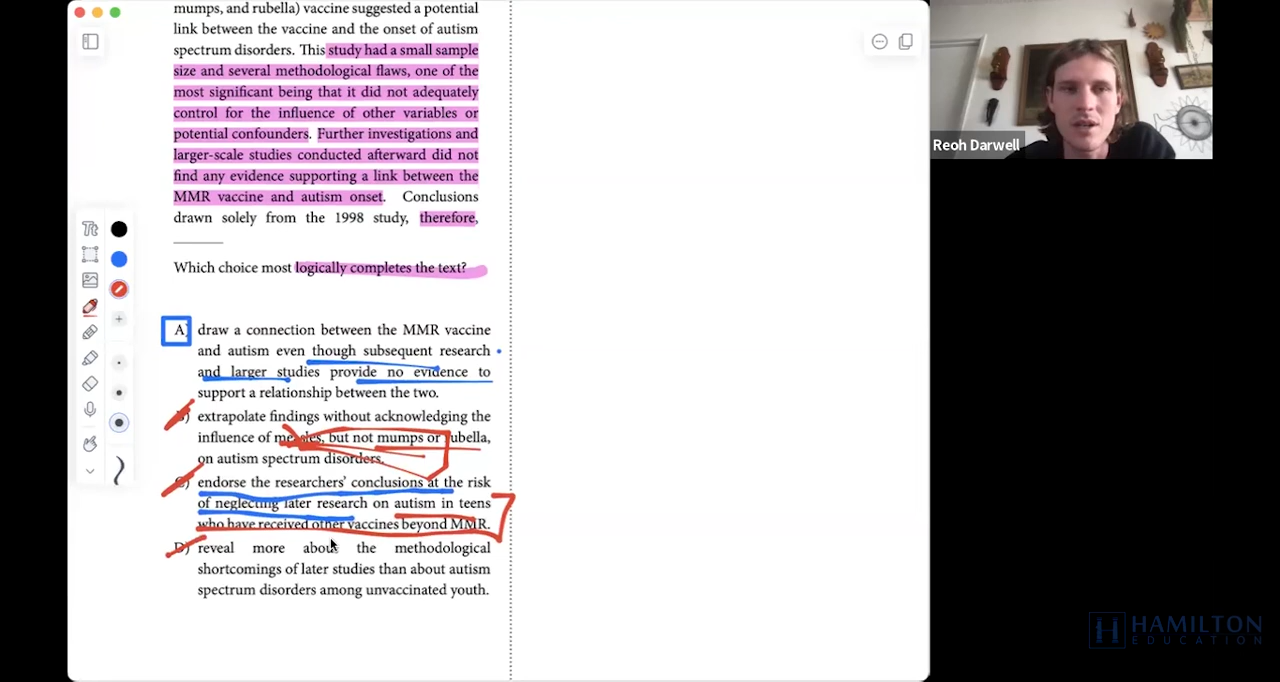 mumps, and rubella) vaccine suggested a potential
link between the vaccine and the onset of autism
spectrum disorders. This study had a small sample
size and several methodological flaws, one of the
most significant being that it did not adequately
control for the influence of other variables or
potential confounders. Further investigations and
larger-scale studies conducted afterward did not
find any evidence supporting a link between the
MMR vaccine and autism onset. Conclusions
drawn solely from the 1998 study, therefore,
Which choice most logically completes the text?
A) draw a connection between the MMR vaccine
and autism even though subsequent research
and larger studies provide no evidence to
support a relationship between the two.
B) extrapolate findings without acknowledging the
influence of measles, but not mumps or rubella,
on autism spectrum disorders.
C) endorse the researchers' conclusions at the risk
of neglecting later research on autism in teens
who have received other vaccines beyond MMR.
D) reveal more about the methodological
shortcomings of later studies than about autism
spectrum disorders among unvaccinated youth.
Tt
Reoh Darwell
HAMILTON
EDUCATION